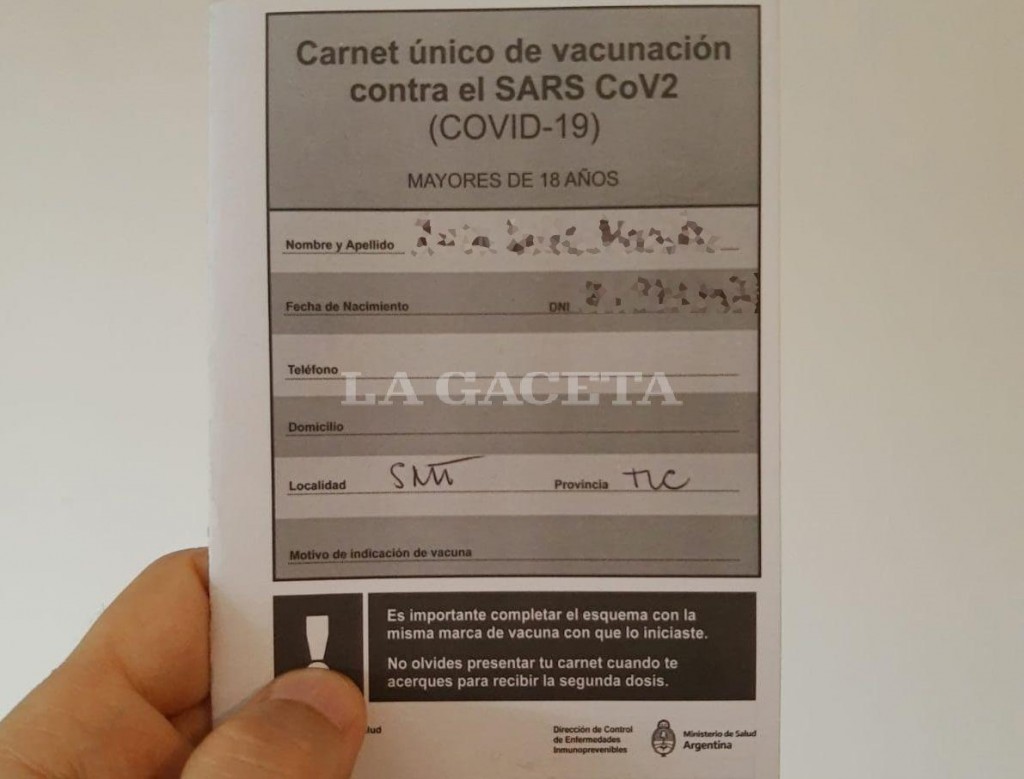 Carnet único de vacunación
contra el SARS CoV2
(COVID-19)
MAYORES DE 18 AÑOS
Nombre y Apellido
Fecha de Nacimiento DNI
Teléfono
LA GACETA
Domicilio
Localidad SMT Provincia TUC
Motivo de indicación de vacuna
Es importante completar el esquema con la
misma marca de vacuna con que lo iniciaste.
No olvides presentar tu carnet cuando te
acerques para recibir la segunda dosis.
Dirección de Control
de Enfermedades
Inmunoprevenibles
Ministerio de Salud
Argentina